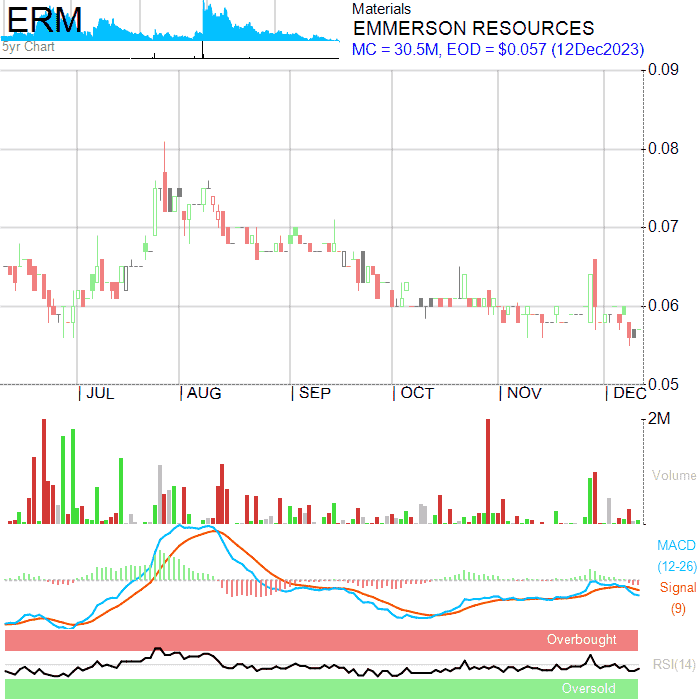 ERM
5yr Chart
Materials
EMMERSON RESOURCES
MC = 30.5M, EOD = $0.057 (12Dec2023)
0.09
0.08
0.07
0.06
0.05
JUL AUG SEP OCT NOV DEC
2M
Volume
MACD
(12-26)
Signal
(9)
Overbought
RSI(14)
Oversold